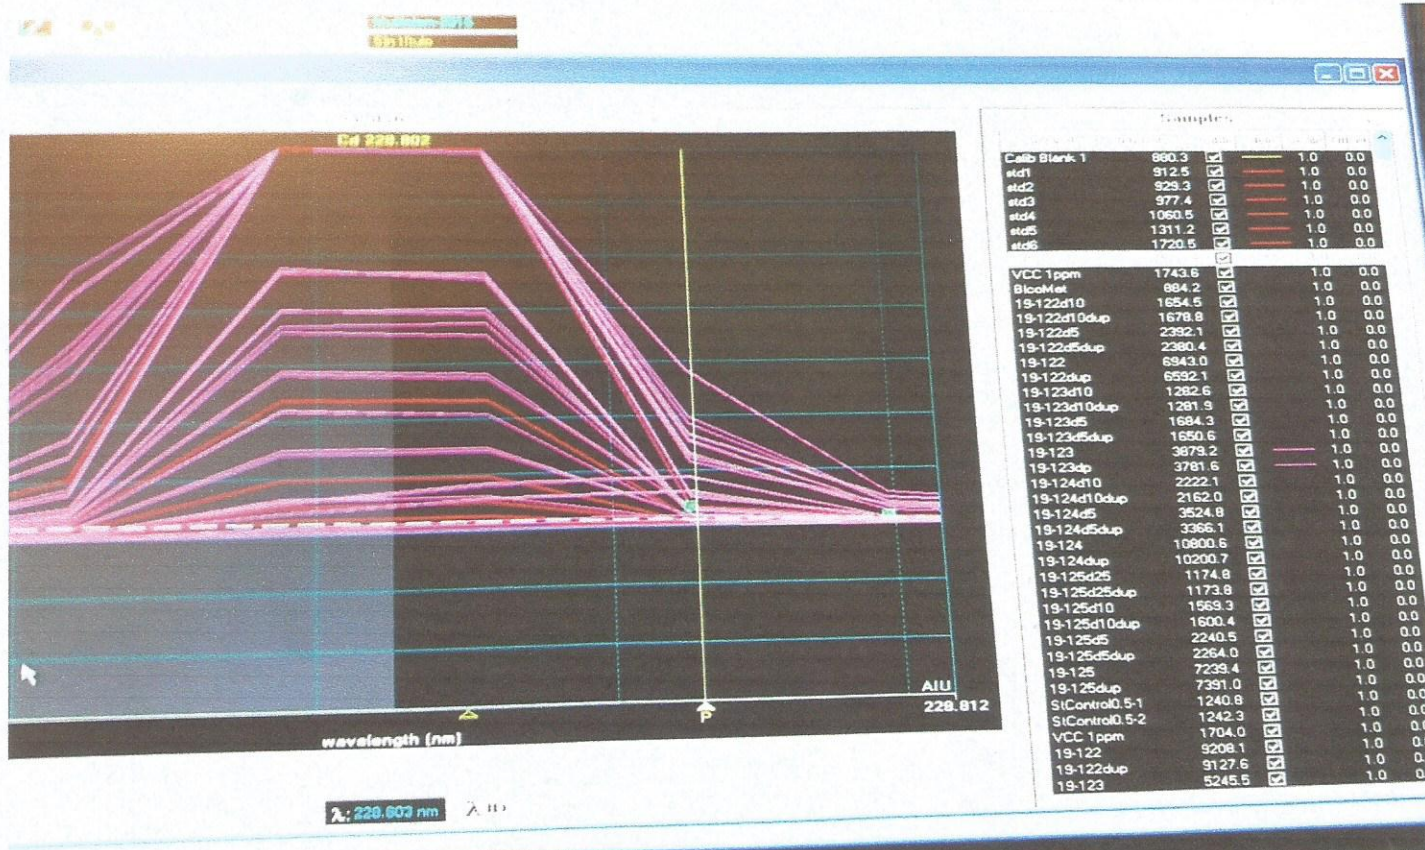 Cd 228.802
AIU
228.812
P
wavelength (nm)
λ: 228.803 nm
Samples
Calib Blank 1 880.3 1.0 0.0
std1 912.5 1.0 0.0
std2 929.3 1.0 0.0
std3 977.4 1.0 0.0
std4 1060.5 1.0 0.0
std5 1311.2 1.0 0.0
std6 1720.5 1.0 0.0
VCC 1ppm 1743.6 1.0 0.0
BlcoMet 884.2 1.0 0.0
19-122d10 1654.5 1.0 0.0
19-122d10dup 1678.8 1.0 0.0
19-122d5 2392.1 1.0 0.0
19-122d5dup 2380.4 1.0 0.0
19-122 6943.0 1.0 0.0
19-122dup 6592.1 1.0 0.0
19-123d10 1282.6 1.0 0.0
19-123d10dup 1281.9 1.0 0.0
19-123d5 1684.3 1.0 0.0
19-123d5dup 1650.6 1.0 0.0
19-123 3879.2 1.0 0.0
19-123dp 3781.6 1.0 0.0
19-124d10 2222.1 1.0 0.0
19-124d10dup 2162.0 1.0 0.0
19-124d5 3524.8 1.0 0.0
19-124d5dup 3366.1 1.0 0.0
19-124 10800.6 1.0 0.0
19-124dup 10200.7 1.0 0.0
19-125d25 1174.8 1.0 0.0
19-125d25dup 1173.8 1.0 0.0
19-125d10 1569.3 1.0 0.0
19-125d10dup 1600.4 1.0 0.0
19-125d5 2240.5 1.0 0.0
19-125d5dup 2264.0 1.0 0.0
19-125 7239.4 1.0 0.0
19-125dup 7391.0 1.0 0.0
StControl0.5-1 1240.8 1.0 0.0
StControl0.5-2 1242.3 1.0 0.0
VCC 1ppm 1704.0 1.0 0.0
19-122 9208.1 1.0
19-122dup 9127.6 1.0
19-123 5245.5 1.0